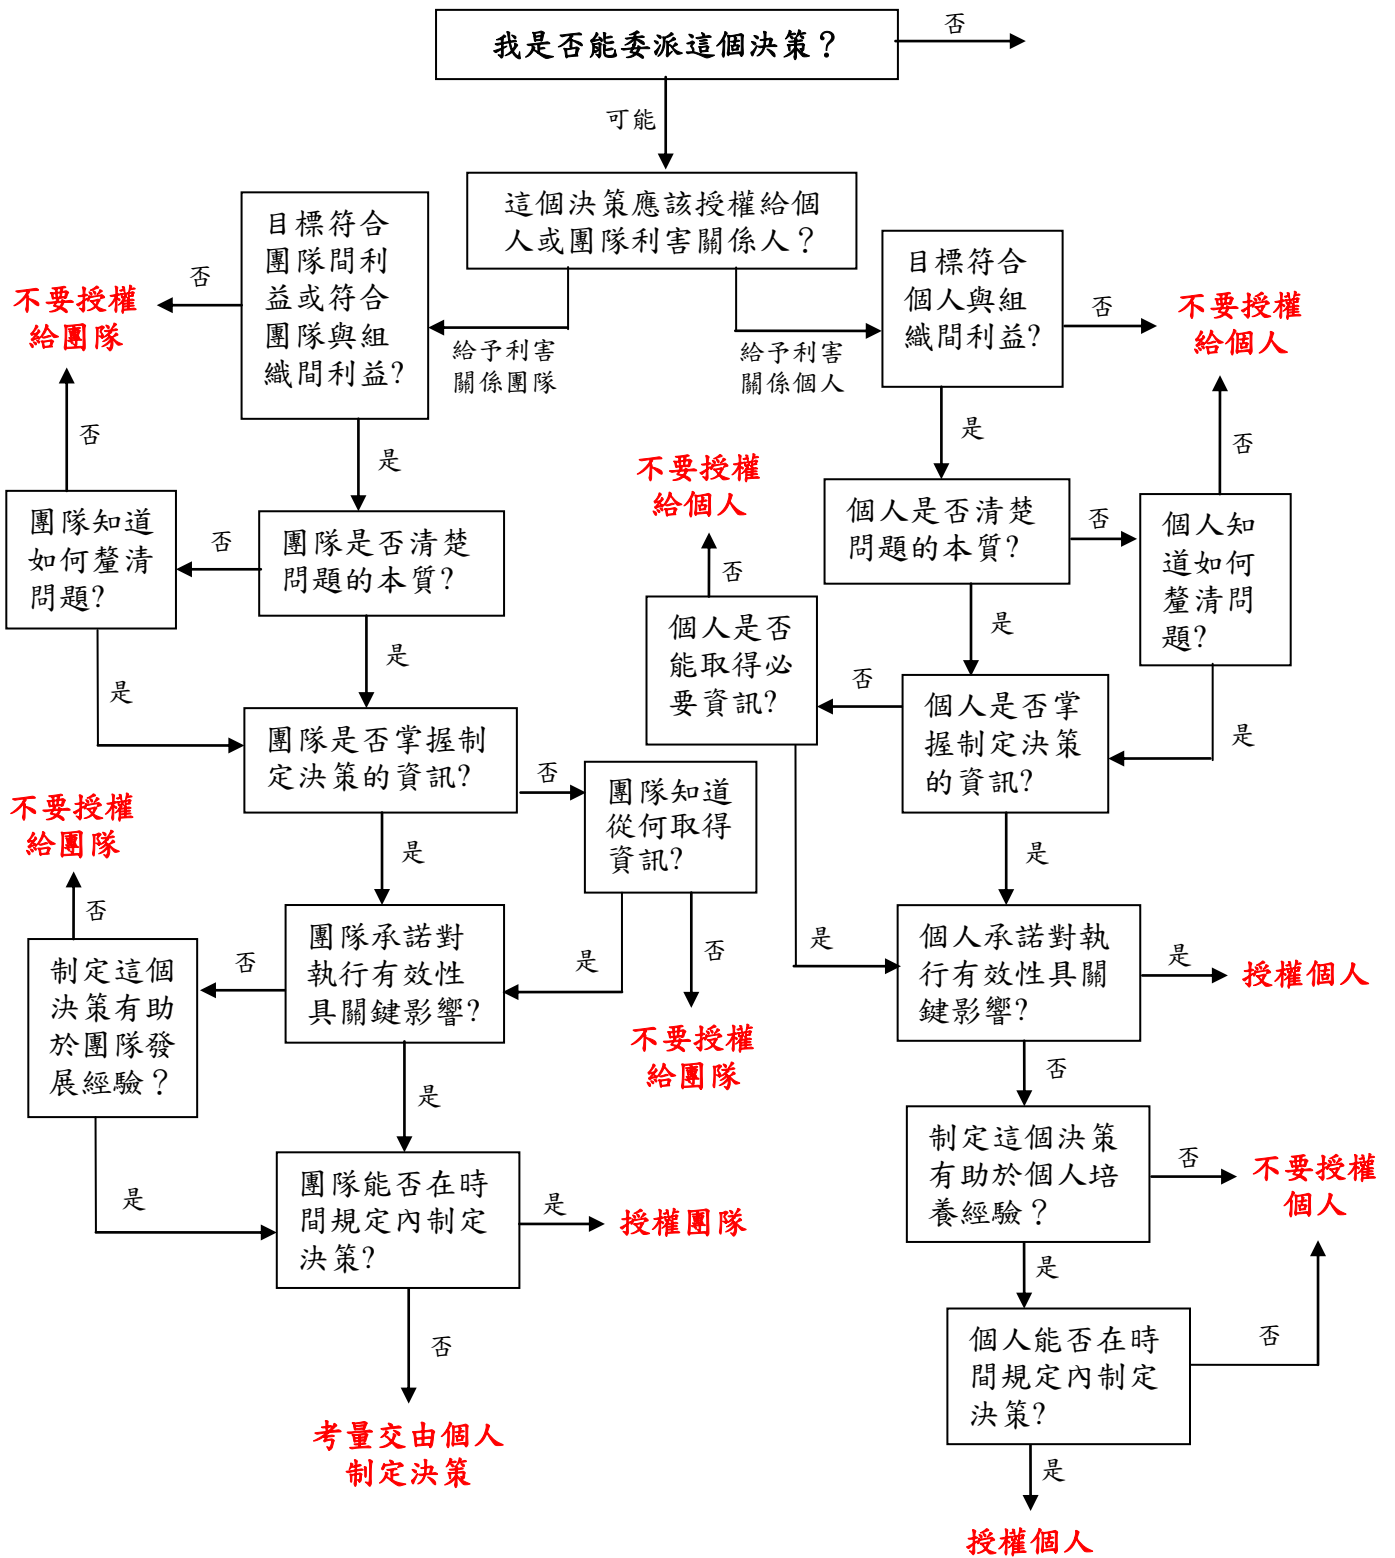 我是否能委派這個決策？
否
可能
這個決策應該授權給個
人或團隊利害關係人？
目標符合
團隊間利
益或符合
團隊與組
織間利益?
否
不要授權
給團隊
給予利害
關係團隊
給予利害
關係個人
目標符合
個人與組
織間利益?
否
不要授權
給個人
否
是
是
否
不要授權
給個人
團隊知道
如何釐清
問題?
否
團隊是否清楚
問題的本質?
個人是否清楚
問題的本質?
否
個人知
道如何
釐清問
題?
否
個人是否
能取得必
要資訊?
是
是
是
否
個人是否掌
握制定決策
的資訊?
是
團隊是否掌握制
定決策的資訊?
否
團隊知道
從何取得
資訊?
不要授權
給團隊
是
是
否
團隊承諾對
執行有效性
具關鍵影響?
否
是
否
是
個人承諾對執
行有效性具關
鍵影響?
是
授權個人
制定這個
決策有助
於團隊發
展經驗？
不要授權
給團隊
是
否
制定這個決策
有助於個人培
養經驗？
否
不要授權
個人
是
團隊能否在時
間規定內制定
決策?
是
授權團隊
是
否
個人能否在時
間規定內制定
決策?
否
考量交由個人
制定決策
是
授權個人